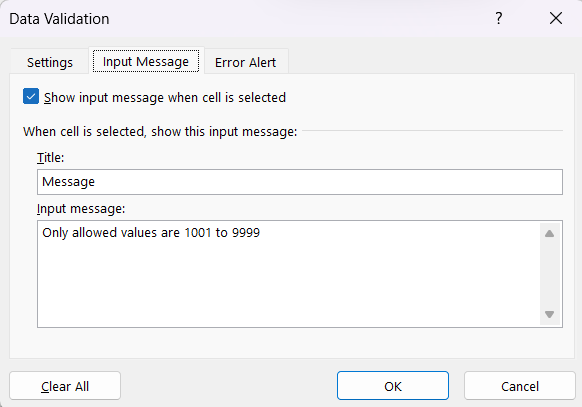 Data Validation ?
Settings Input Message Error Alert
Show input message when cell is selected
When cell is selected, show this input message:
Title:
Message
Input message:
Only allowed values are 1001 to 9999
Clear All OK Cancel